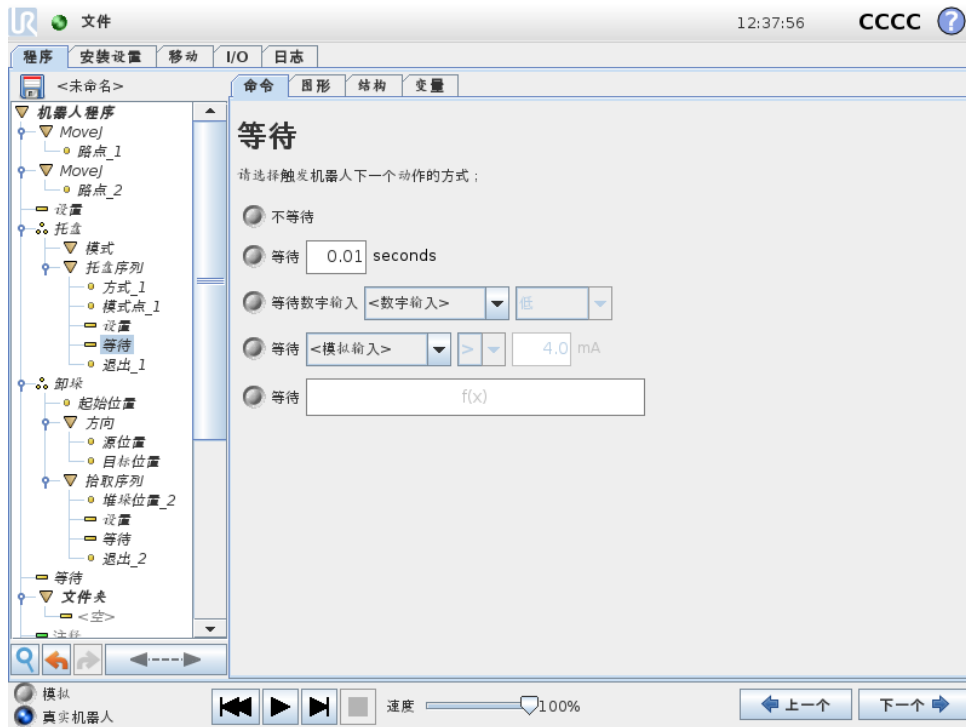 UR 文件 12:37:56 CCCC ?
程序 安装设置 移动 I/O 日志
<未命名>
命令 图形 结构 变量
机器人程序
MoveJ
路点_1
MoveJ
路点_2
设置
托盘
模式
托盘序列
方式_1
模式点_1
设置
等待
退出_1
卸垛
起始位置
方向
源位置
目标位置
拾取序列
堆垛位置_2
设置
等待
退出_2
等待
文件夹
<空>
注释
等待
请选择触发机器人下一个动作的方式；
不等待
等待 0.01 seconds
等待数字输入 <数字输入> 低
等待 <模拟输入> > 4.0 mA
等待 f(x)
模拟
真实机器人
速度 100%
上一个 下一个